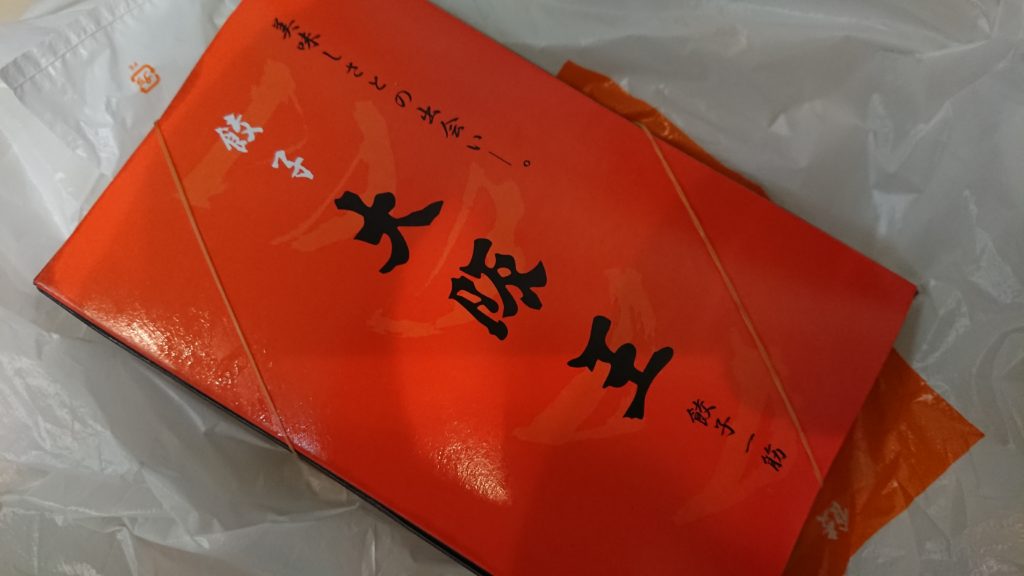 美味しさとの出会い―。
餃子
大阪王
餃子一筋